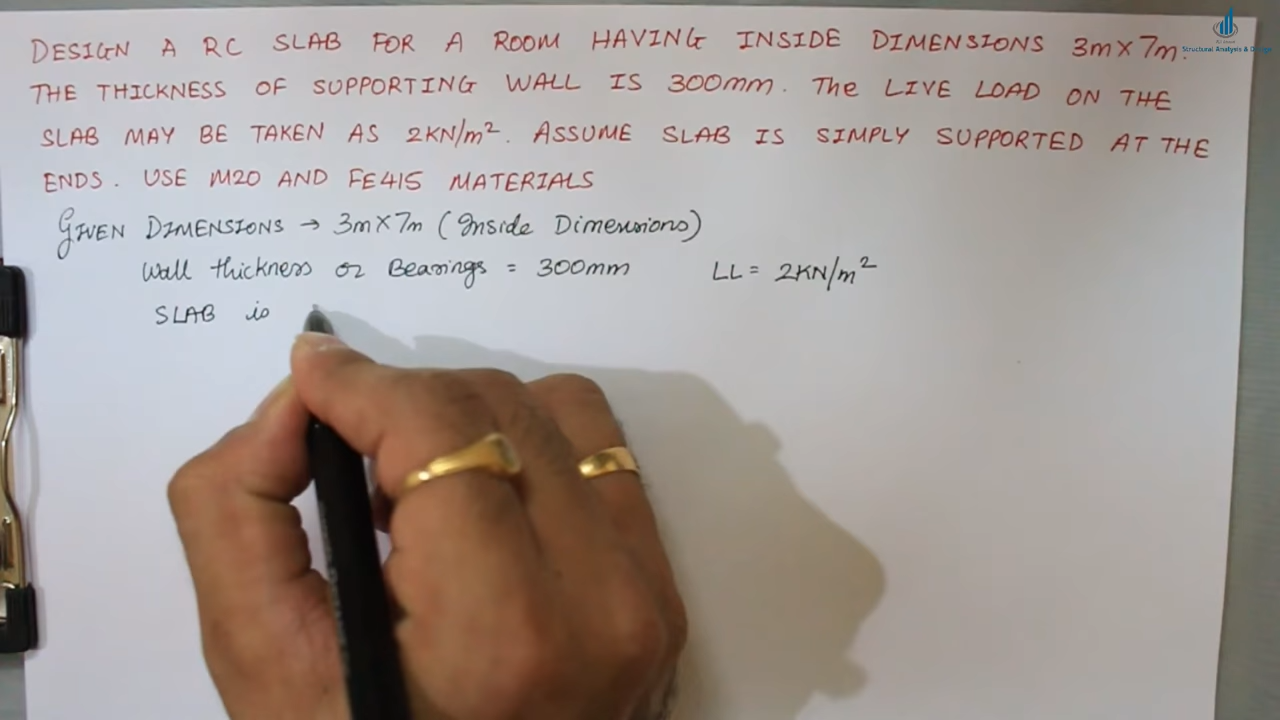 DESIGN A RC SLAB FOR A ROOM HAVING INSIDE DIMENSIONS 3m X 7m.
THE THICKNESS OF SUPPORTING WALL IS 300mm. The LIVE LOAD ON THE
SLAB MAY BE TAKEN AS 2KN/m². ASSUME SLAB IS SIMPLY SUPPORTED AT THE
ENDS. USE M20 AND FE415 MATERIALS
GIVEN DIMENSIONS → 3m X 7m (Inside Dimensions)
Wall thickness or Bearings = 300mm LL = 2KN/m²
SLAB is
Structural Analysis & Design